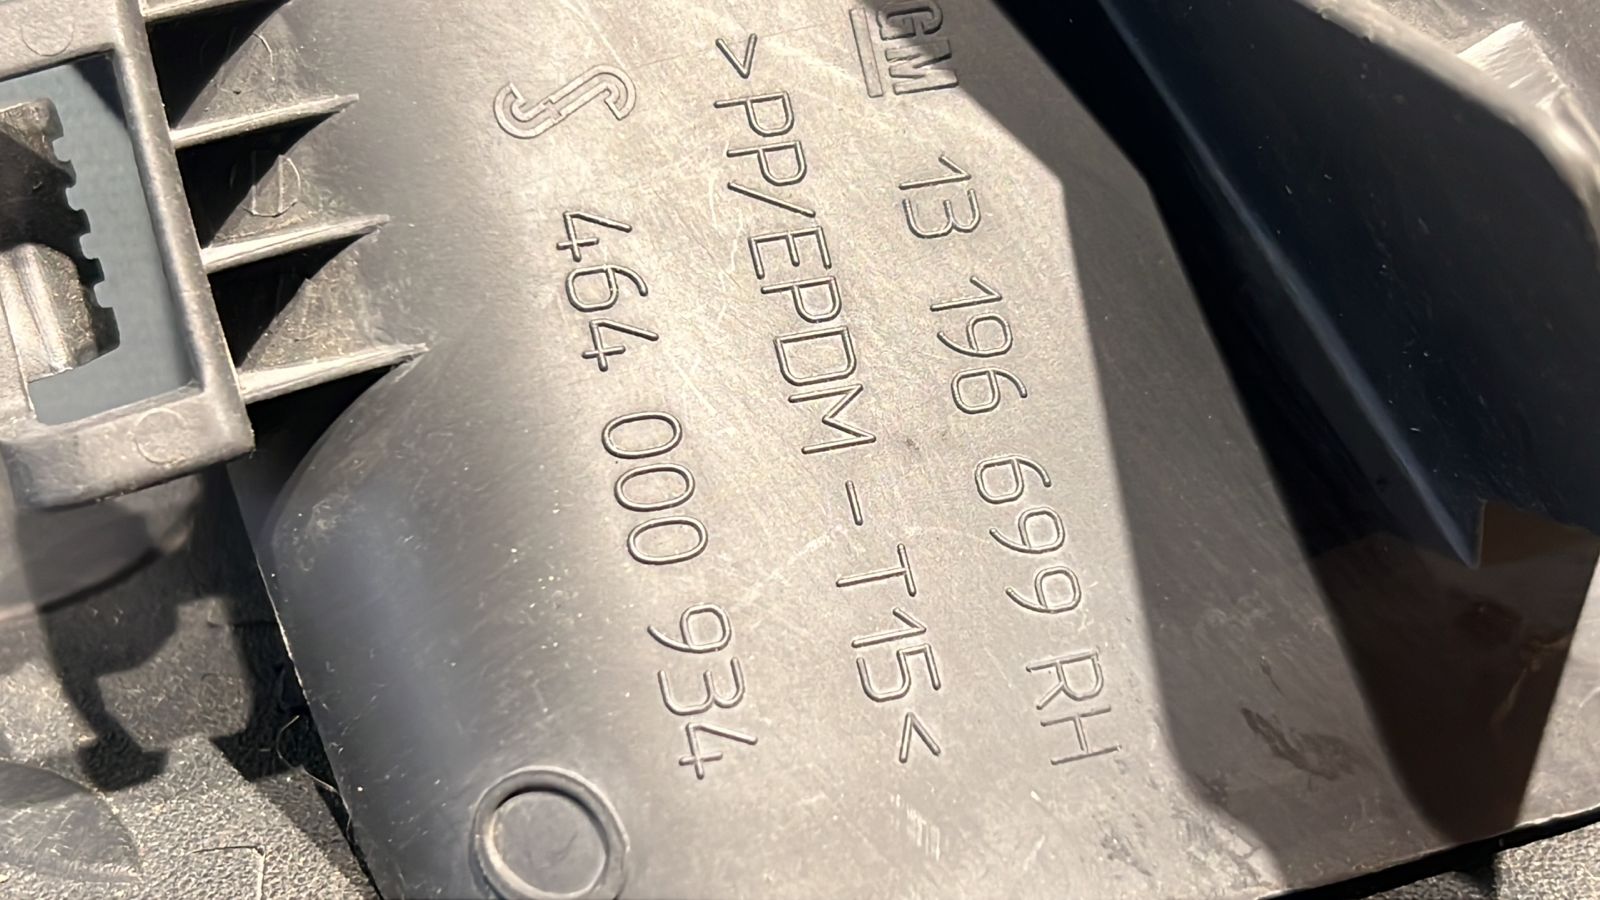 GM 13 196 699 RH
>PP/EPDM-T15<
464 000 934